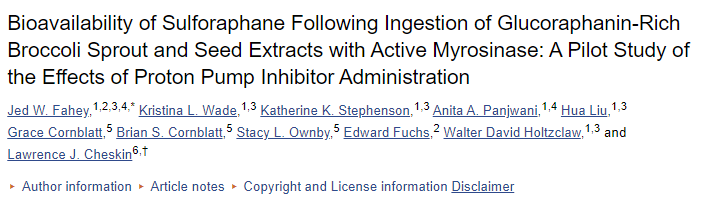 Bioavailability of Sulforaphane Following Ingestion of Glucoraphanin-Rich
Broccoli Sprout and Seed Extracts with Active Myrosinase: A Pilot Study of
the Effects of Proton Pump Inhibitor Administration
Jed W. Fahey,1,2,3,4,* Kristina L. Wade,1,3 Katherine K. Stephenson,1,3 Anita A. Panjwani,1,4 Hua Liu,1,3
Grace Cornblatt,5 Brian S. Cornblatt,5 Stacy L. Ownby,5 Edward Fuchs,2 Walter David Holtzclaw,1,3 and
Lawrence J. Cheskin6,†
▸ Author information ▸ Article notes ▸ Copyright and License information Disclaimer